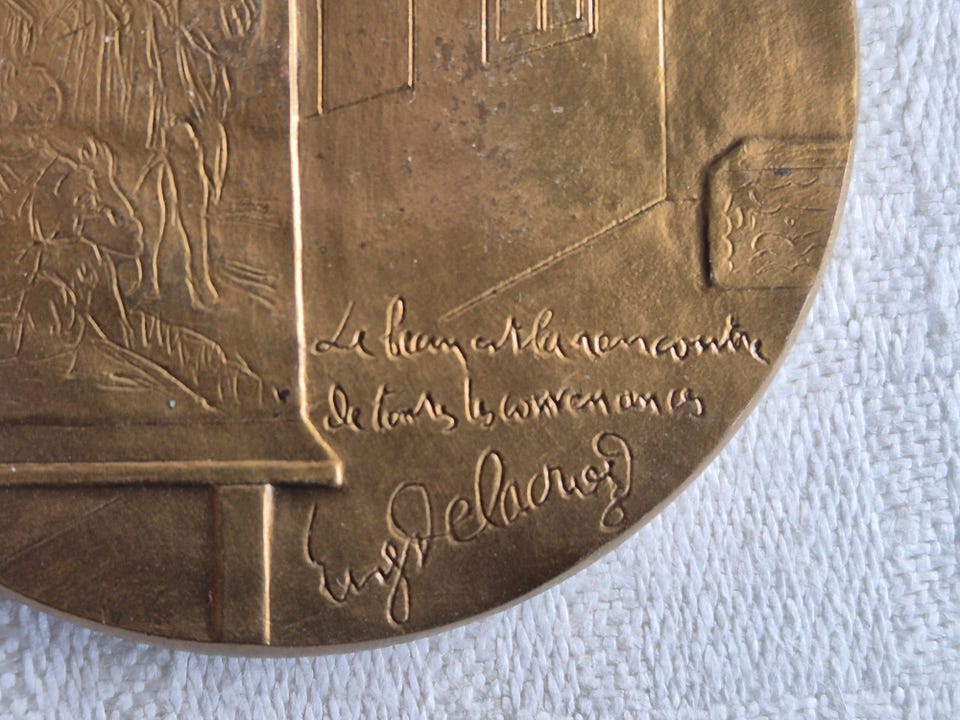 Le beau est la rencontre
de toutes les convenances
Eug Delacroix